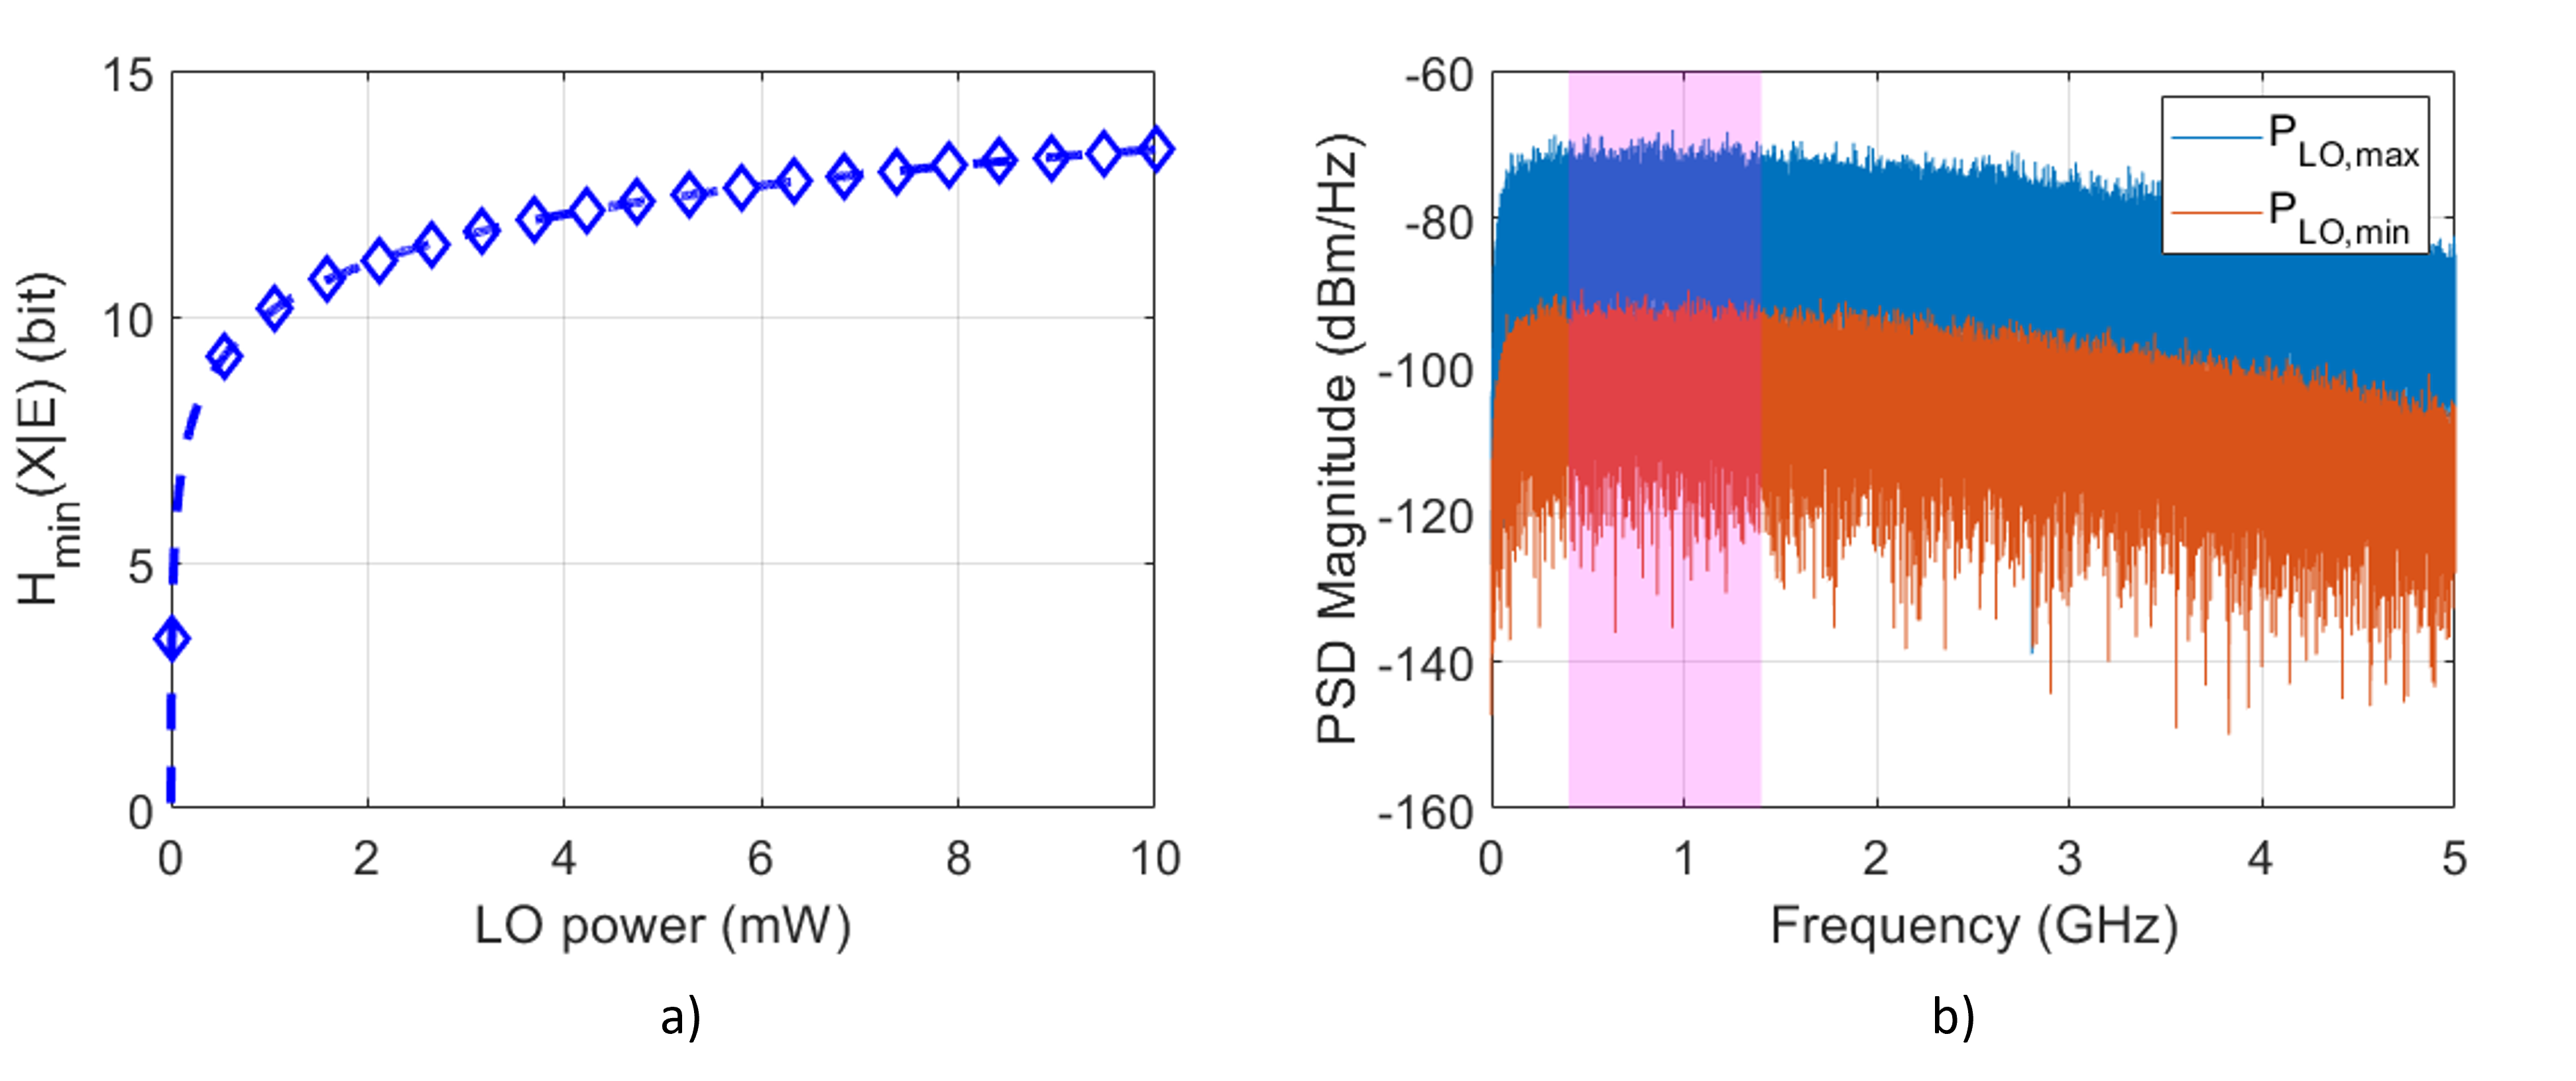 15
10
5
0
0 2 4 6 8 10
H_min(X|E) (bit)
LO power (mW)
a)
-60
-80
-100
-120
-140
-160
0 1 2 3 4 5
PSD Magnitude (dBm/Hz)
Frequency (GHz)
P_LO,max
P_LO,min
b)